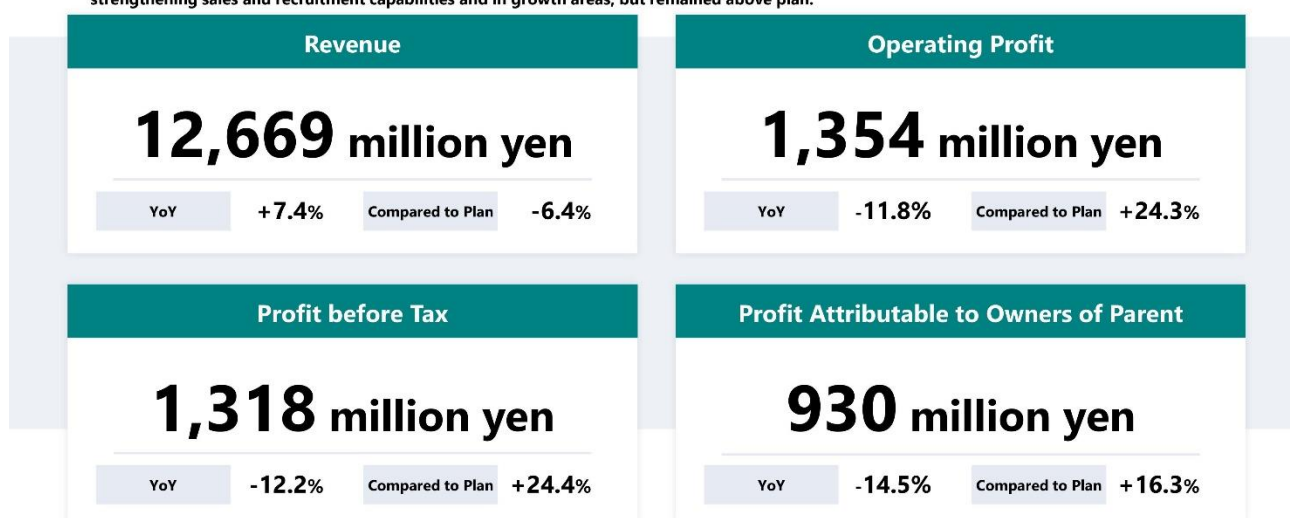 strengthening sales and recruitment capabilities and in growth areas, but remained above plan.
Revenue
12,669 million yen
YoY +7.4% Compared to Plan -6.4%
Operating Profit
1,354 million yen
YoY -11.8% Compared to Plan +24.3%
Profit before Tax
1,318 million yen
YoY -12.2% Compared to Plan +24.4%
Profit Attributable to Owners of Parent
930 million yen
YoY -14.5% Compared to Plan +16.3%